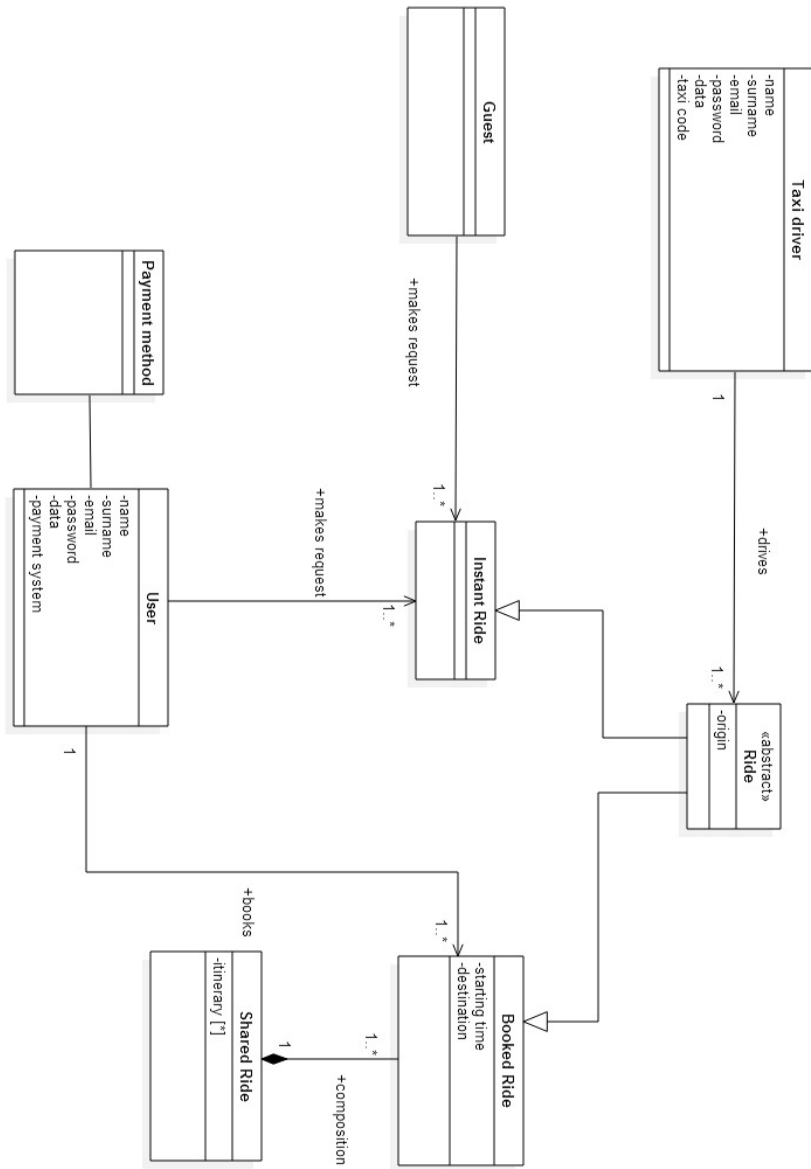 Taxi driver
-name
-surname
-email
-password
-data
-taxi code
1
+drives
1..*
«abstract»
Ride
-origin
Guest
+makes request
1..*
Instant Ride
Payment method
User
-name
-surname
-email
-password
-data
-payment system
+makes request
1..*
1
+books
1..*
Booked Ride
-starting time
-destination
1..*
+composition
1
Shared Ride
-itinerary [*]